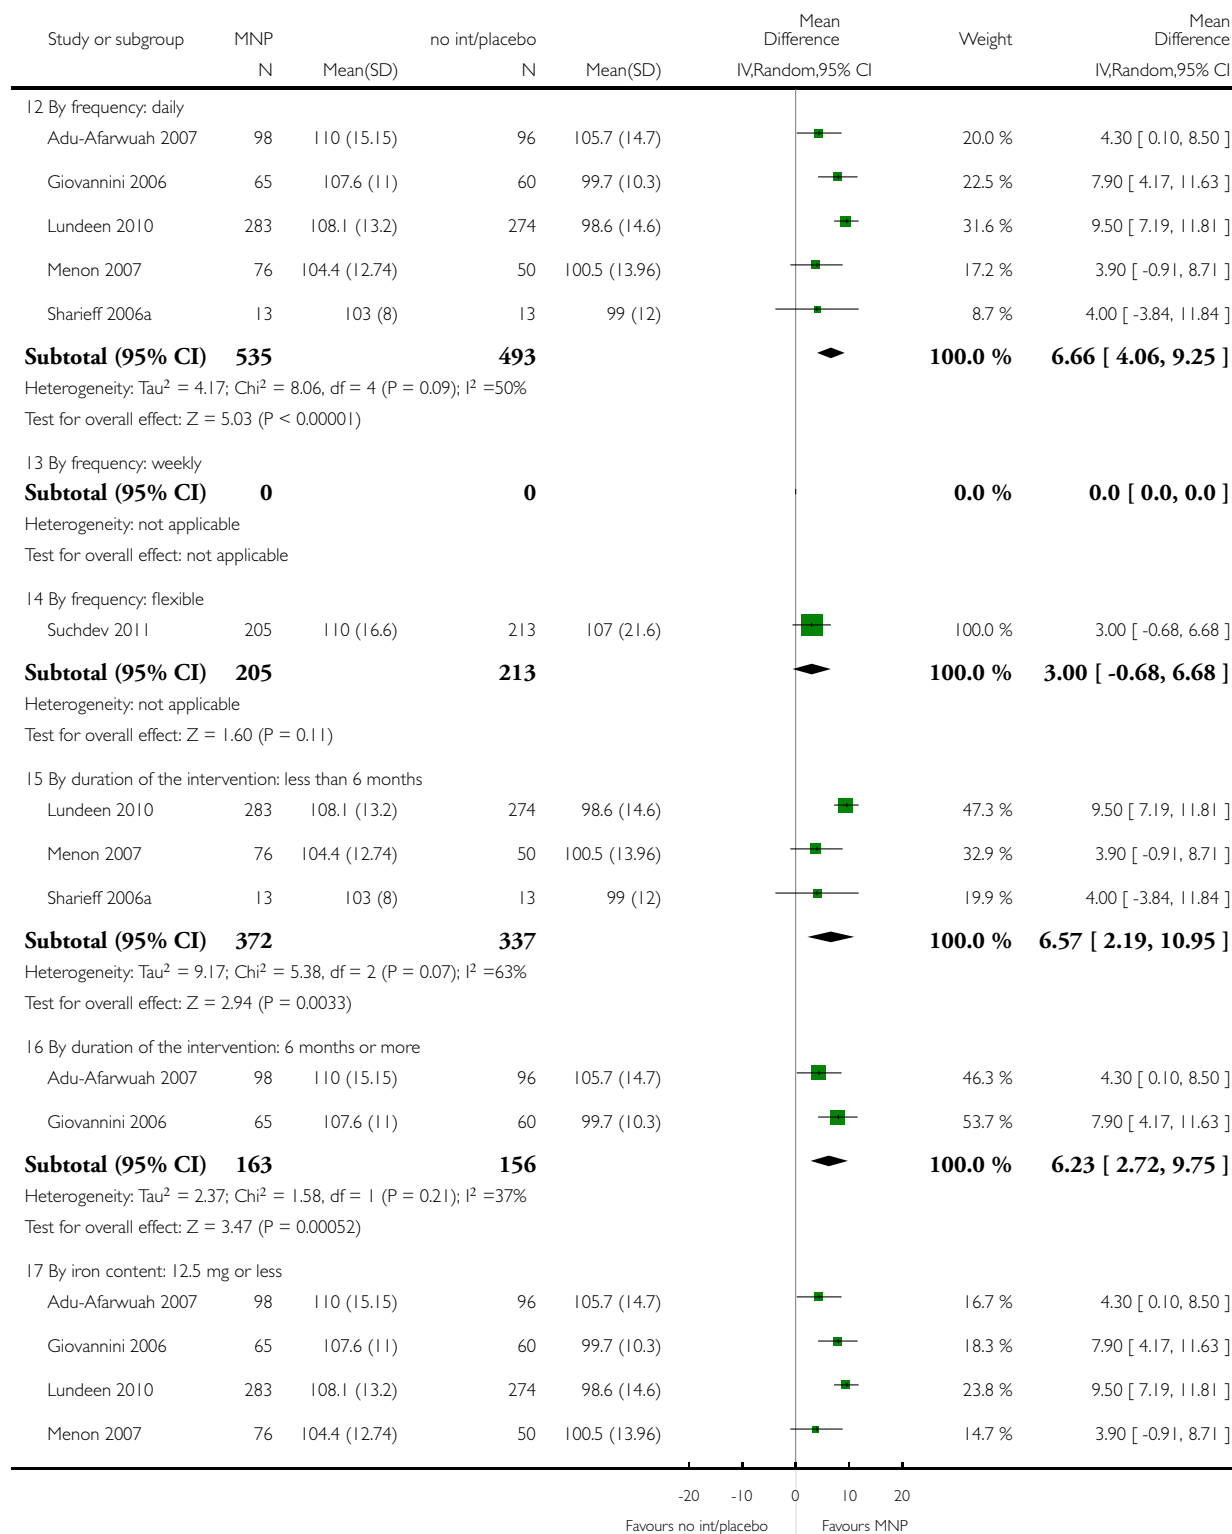 Study or subgroup MNP no int/placebo Mean Difference Weight Mean Difference
N Mean(SD) N Mean(SD) IV,Random,95% CI IV,Random,95% CI
12 By frequency: daily
Adu-Afarwuah 2007 98 110 (15.15) 96 105.7 (14.7) 20.0 % 4.30 [ 0.10, 8.50 ]
Giovannini 2006 65 107.6 (11) 60 99.7 (10.3) 22.5 % 7.90 [ 4.17, 11.63 ]
Lundeen 2010 283 108.1 (13.2) 274 98.6 (14.6) 31.6 % 9.50 [ 7.19, 11.81 ]
Menon 2007 76 104.4 (12.74) 50 100.5 (13.96) 17.2 % 3.90 [ -0.91, 8.71 ]
Sharieff 2006a 13 103 (8) 13 99 (12) 8.7 % 4.00 [ -3.84, 11.84 ]
Subtotal (95% CI) 535 493 100.0 % 6.66 [ 4.06, 9.25 ]
Heterogeneity: Tau² = 4.17; Chi² = 8.06, df = 4 (P = 0.09); I² =50%
Test for overall effect: Z = 5.03 (P < 0.00001)
13 By frequency: weekly
Subtotal (95% CI) 0 0 0.0 % 0.0 [ 0.0, 0.0 ]
Heterogeneity: not applicable
Test for overall effect: not applicable
14 By frequency: flexible
Suchdev 2011 205 110 (16.6) 213 107 (21.6) 100.0 % 3.00 [ -0.68, 6.68 ]
Subtotal (95% CI) 205 213 100.0 % 3.00 [ -0.68, 6.68 ]
Heterogeneity: not applicable
Test for overall effect: Z = 1.60 (P = 0.11)
15 By duration of the intervention: less than 6 months
Lundeen 2010 283 108.1 (13.2) 274 98.6 (14.6) 47.3 % 9.50 [ 7.19, 11.81 ]
Menon 2007 76 104.4 (12.74) 50 100.5 (13.96) 32.9 % 3.90 [ -0.91, 8.71 ]
Sharieff 2006a 13 103 (8) 13 99 (12) 19.9 % 4.00 [ -3.84, 11.84 ]
Subtotal (95% CI) 372 337 100.0 % 6.57 [ 2.19, 10.95 ]
Heterogeneity: Tau² = 9.17; Chi² = 5.38, df = 2 (P = 0.07); I² =63%
Test for overall effect: Z = 2.94 (P = 0.0033)
16 By duration of the intervention: 6 months or more
Adu-Afarwuah 2007 98 110 (15.15) 96 105.7 (14.7) 46.3 % 4.30 [ 0.10, 8.50 ]
Giovannini 2006 65 107.6 (11) 60 99.7 (10.3) 53.7 % 7.90 [ 4.17, 11.63 ]
Subtotal (95% CI) 163 156 100.0 % 6.23 [ 2.72, 9.75 ]
Heterogeneity: Tau² = 2.37; Chi² = 1.58, df = 1 (P = 0.21); I² =37%
Test for overall effect: Z = 3.47 (P = 0.00052)
17 By iron content: 12.5 mg or less
Adu-Afarwuah 2007 98 110 (15.15) 96 105.7 (14.7) 16.7 % 4.30 [ 0.10, 8.50 ]
Giovannini 2006 65 107.6 (11) 60 99.7 (10.3) 18.3 % 7.90 [ 4.17, 11.63 ]
Lundeen 2010 283 108.1 (13.2) 274 98.6 (14.6) 23.8 % 9.50 [ 7.19, 11.81 ]
Menon 2007 76 104.4 (12.74) 50 100.5 (13.96) 14.7 % 3.90 [ -0.91, 8.71 ]
-20 -10 0 10 20
Favours no int/placebo Favours MNP